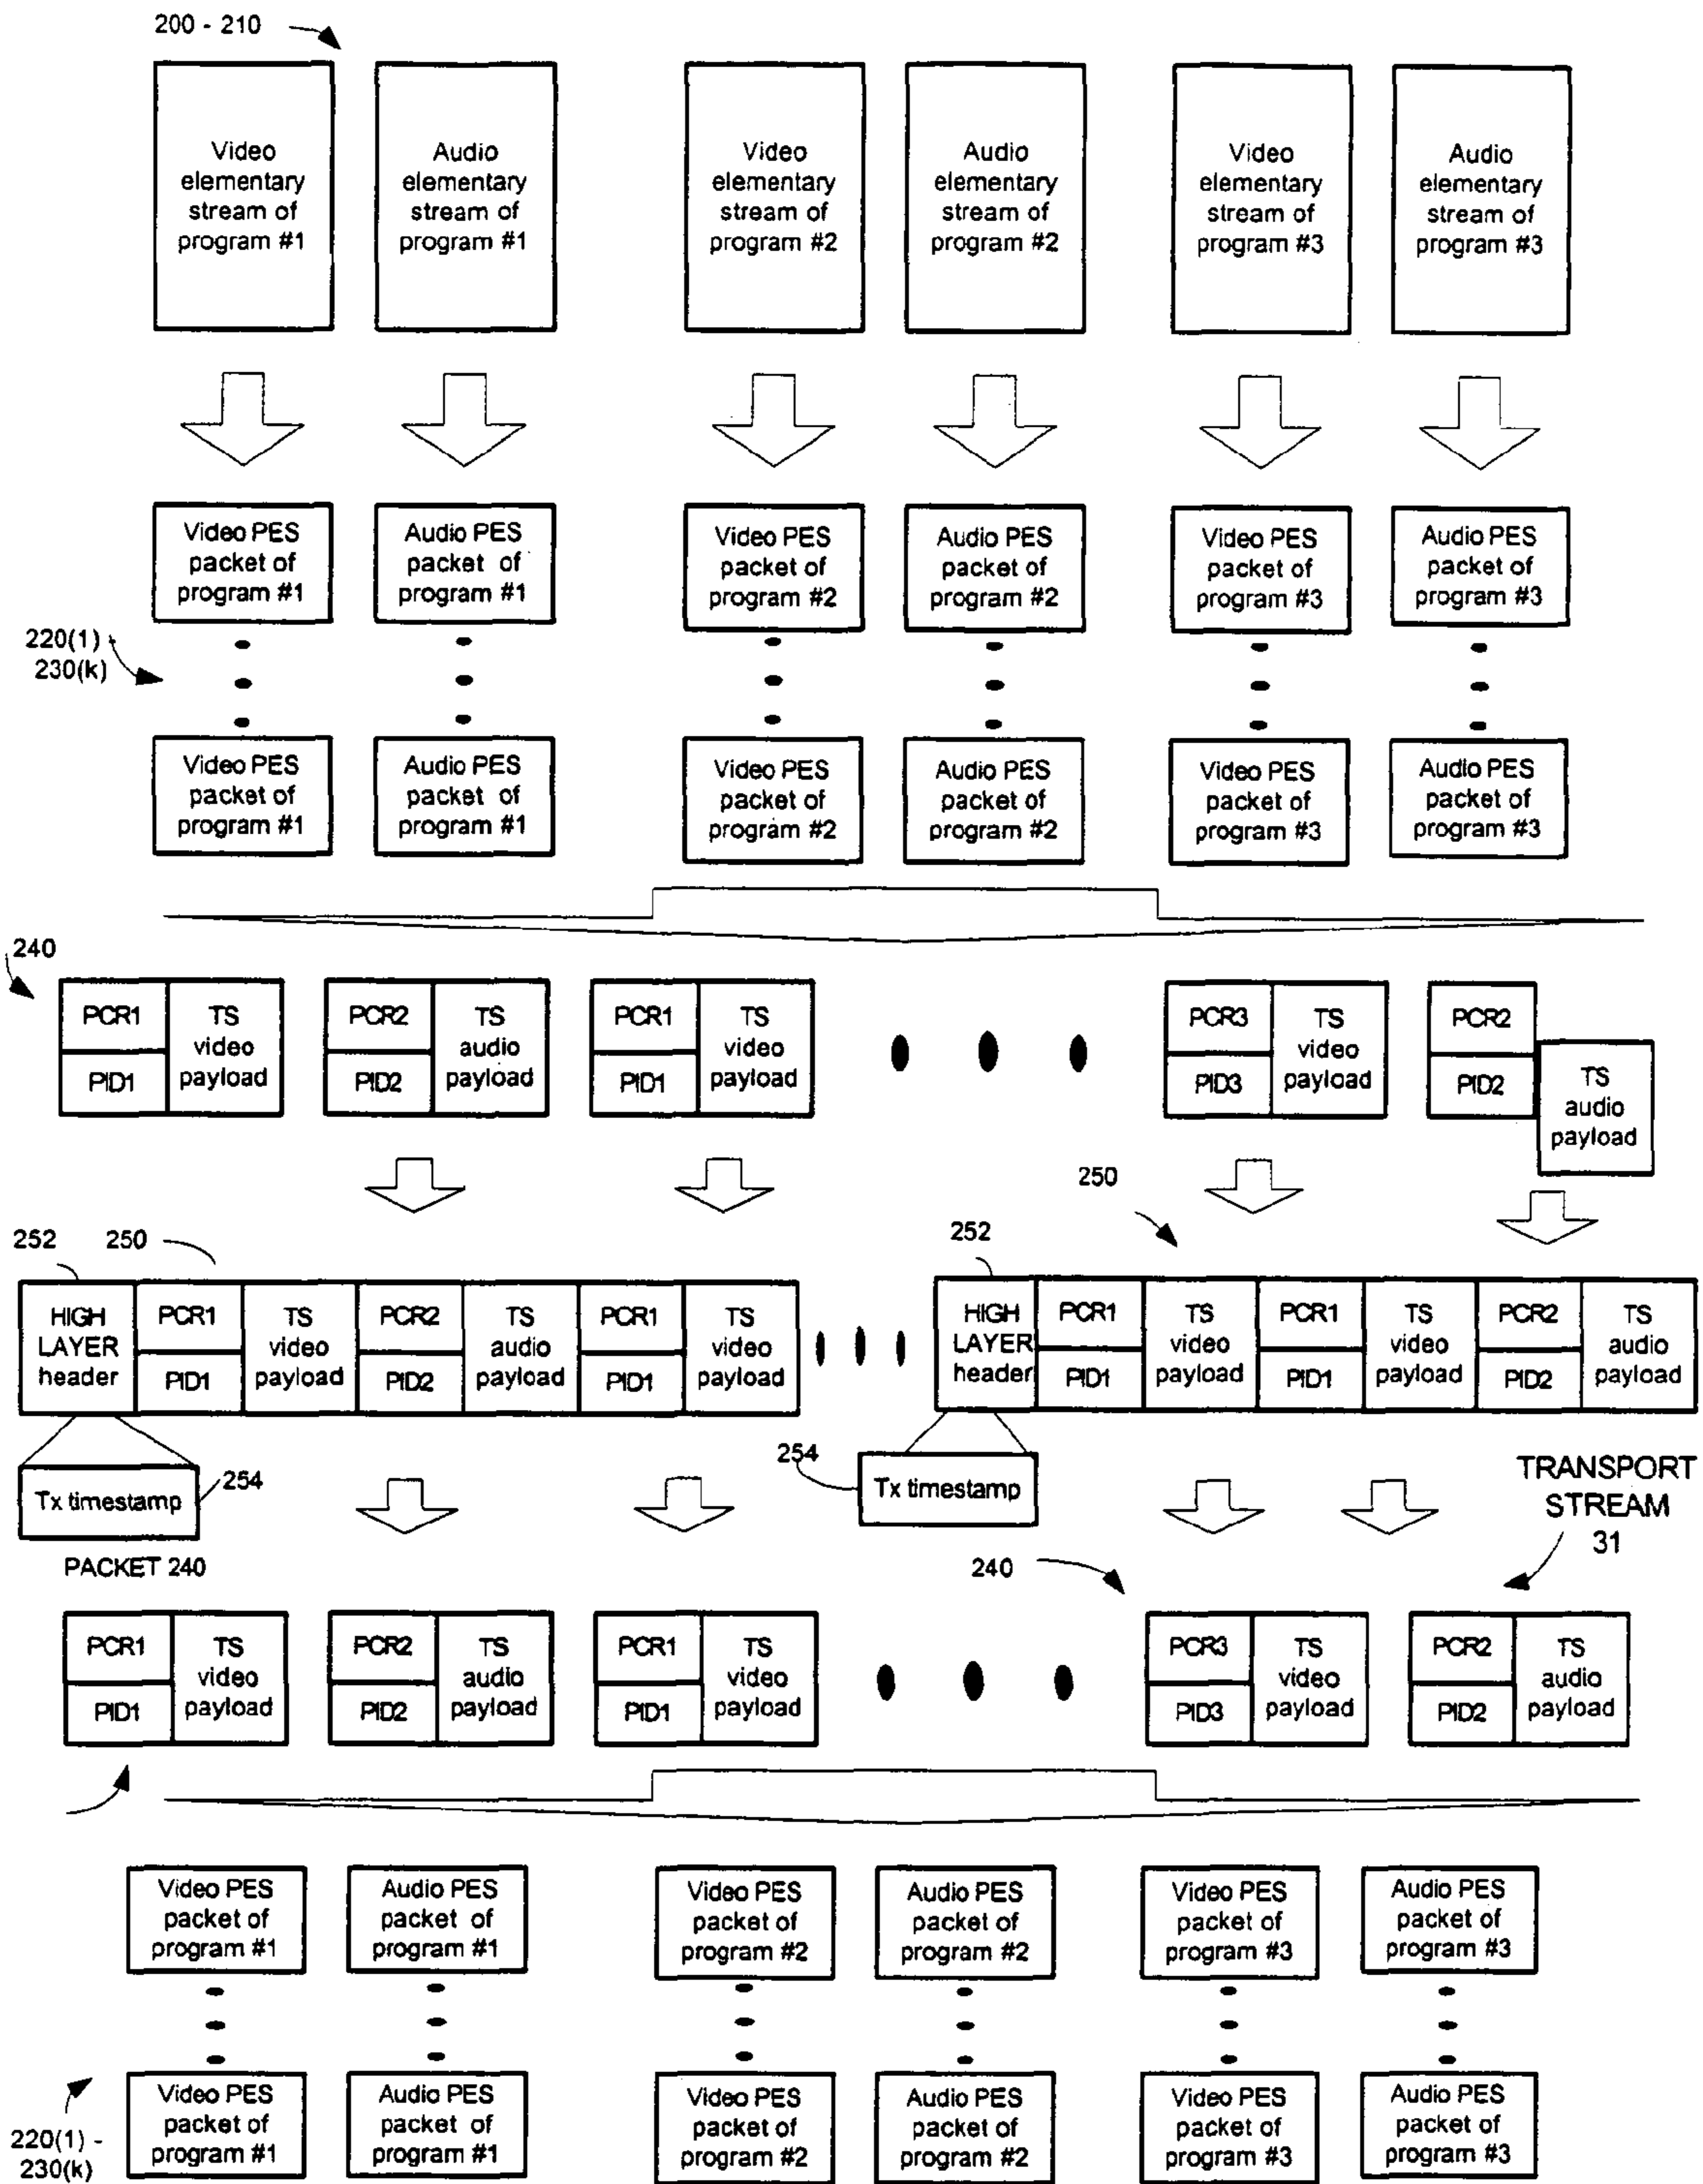 200 - 210
Video
elementary
stream of
program #1
Audio
elementary
stream of
program #1
Video
elementary
stream of
program #2
Audio
elementary
stream of
program #2
Video
elementary
stream of
program #3
Audio
elementary
stream of
program #3
Video PES
packet of
program #1
Audio PES
packet of
program #1
Video PES
packet of
program #2
Audio PES
packet of
program #2
Video PES
packet of
program #3
Audio PES
packet of
program #3
220(1)
230(k)
Video PES
packet of
program #1
Audio PES
packet of
program #1
Video PES
packet of
program #2
Audio PES
packet of
program #2
Video PES
packet of
program #3
Audio PES
packet of
program #3
240
PCR1
PID1
TS
video
payload
PCR2
PID2
TS
audio
payload
PCR1
PID1
TS
video
payload
PCR3
PID3
TS
video
payload
PCR2
PID2
TS
audio
payload
252
250
252
250
HIGH
LAYER
header
PCR1
PID1
TS
video
payload
PCR2
PID2
TS
audio
payload
PCR1
PID1
TS
video
payload
HIGH
LAYER
header
PCR1
PID1
TS
video
payload
PCR1
PID1
TS
video
payload
PCR2
PID2
TS
audio
payload
Tx timestamp
254
254
Tx timestamp
TRANSPORT
STREAM
31
PACKET 240
240
PCR1
PID1
TS
video
payload
PCR2
PID2
TS
audio
payload
PCR1
PID1
TS
video
payload
PCR3
PID3
TS
video
payload
PCR2
PID2
TS
audio
payload
Video PES
packet of
program #1
Audio PES
packet of
program #1
Video PES
packet of
program #2
Audio PES
packet of
program #2
Video PES
packet of
program #3
Audio PES
packet of
program #3
220(1) -
230(k)
Video PES
packet of
program #1
Audio PES
packet of
program #1
Video PES
packet of
program #2
Audio PES
packet of
program #2
Video PES
packet of
program #3
Audio PES
packet of
program #3